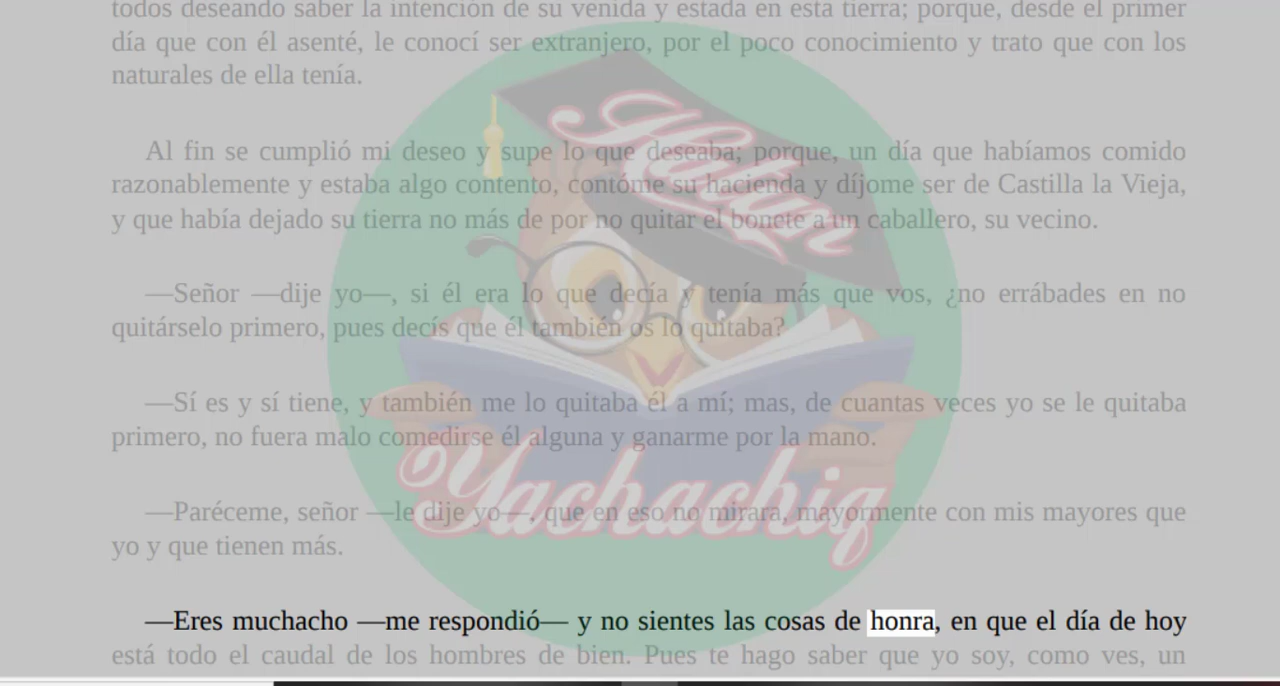 todos deseando saber la intención de su venida y estada en esta tierra; porque, desde el primer
día que con él asenté, le conocí ser extranjero, por el poco conocimiento y trato que con los
naturales de ella tenía.
Al fin se cumplió mi deseo y supe lo que deseaba; porque, un día que habíamos comido
razonablemente y estaba algo contento, contóme su hacienda y díjome ser de Castilla la Vieja,
y que había dejado su tierra no más de por no quitar el bonete a un caballero, su vecino.
—Señor —dije yo—, si él era lo que decía y tenía más que vos, ¿no errábades en no
quitárselo primero, pues decís que él también os lo quitaba?
—Sí es y sí tiene, y también me lo quitaba él a mí; mas, de cuantas veces yo se le quitaba
primero, no fuera malo comedirse él alguna y ganarme por la mano.
—Paréceme, señor —le dije yo—, que en eso no mirara, mayormente con mis mayores que
yo y que tienen más.
—Eres muchacho —me respondió— y no sientes las cosas de honra, en que el día de hoy
está todo el caudal de los hombres de bien. Pues te hago saber que yo soy, como ves, un
Yachachiq